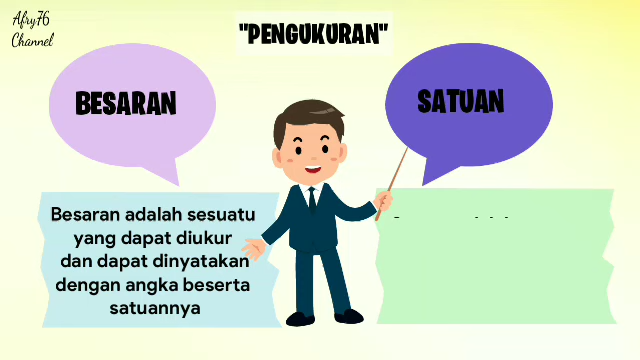 Afry76
Channel
"PENGUKURAN"
BESARAN
SATUAN
Besaran adalah sesuatu
yang dapat diukur
dan dapat dinyatakan
dengan angka beserta
satuannya